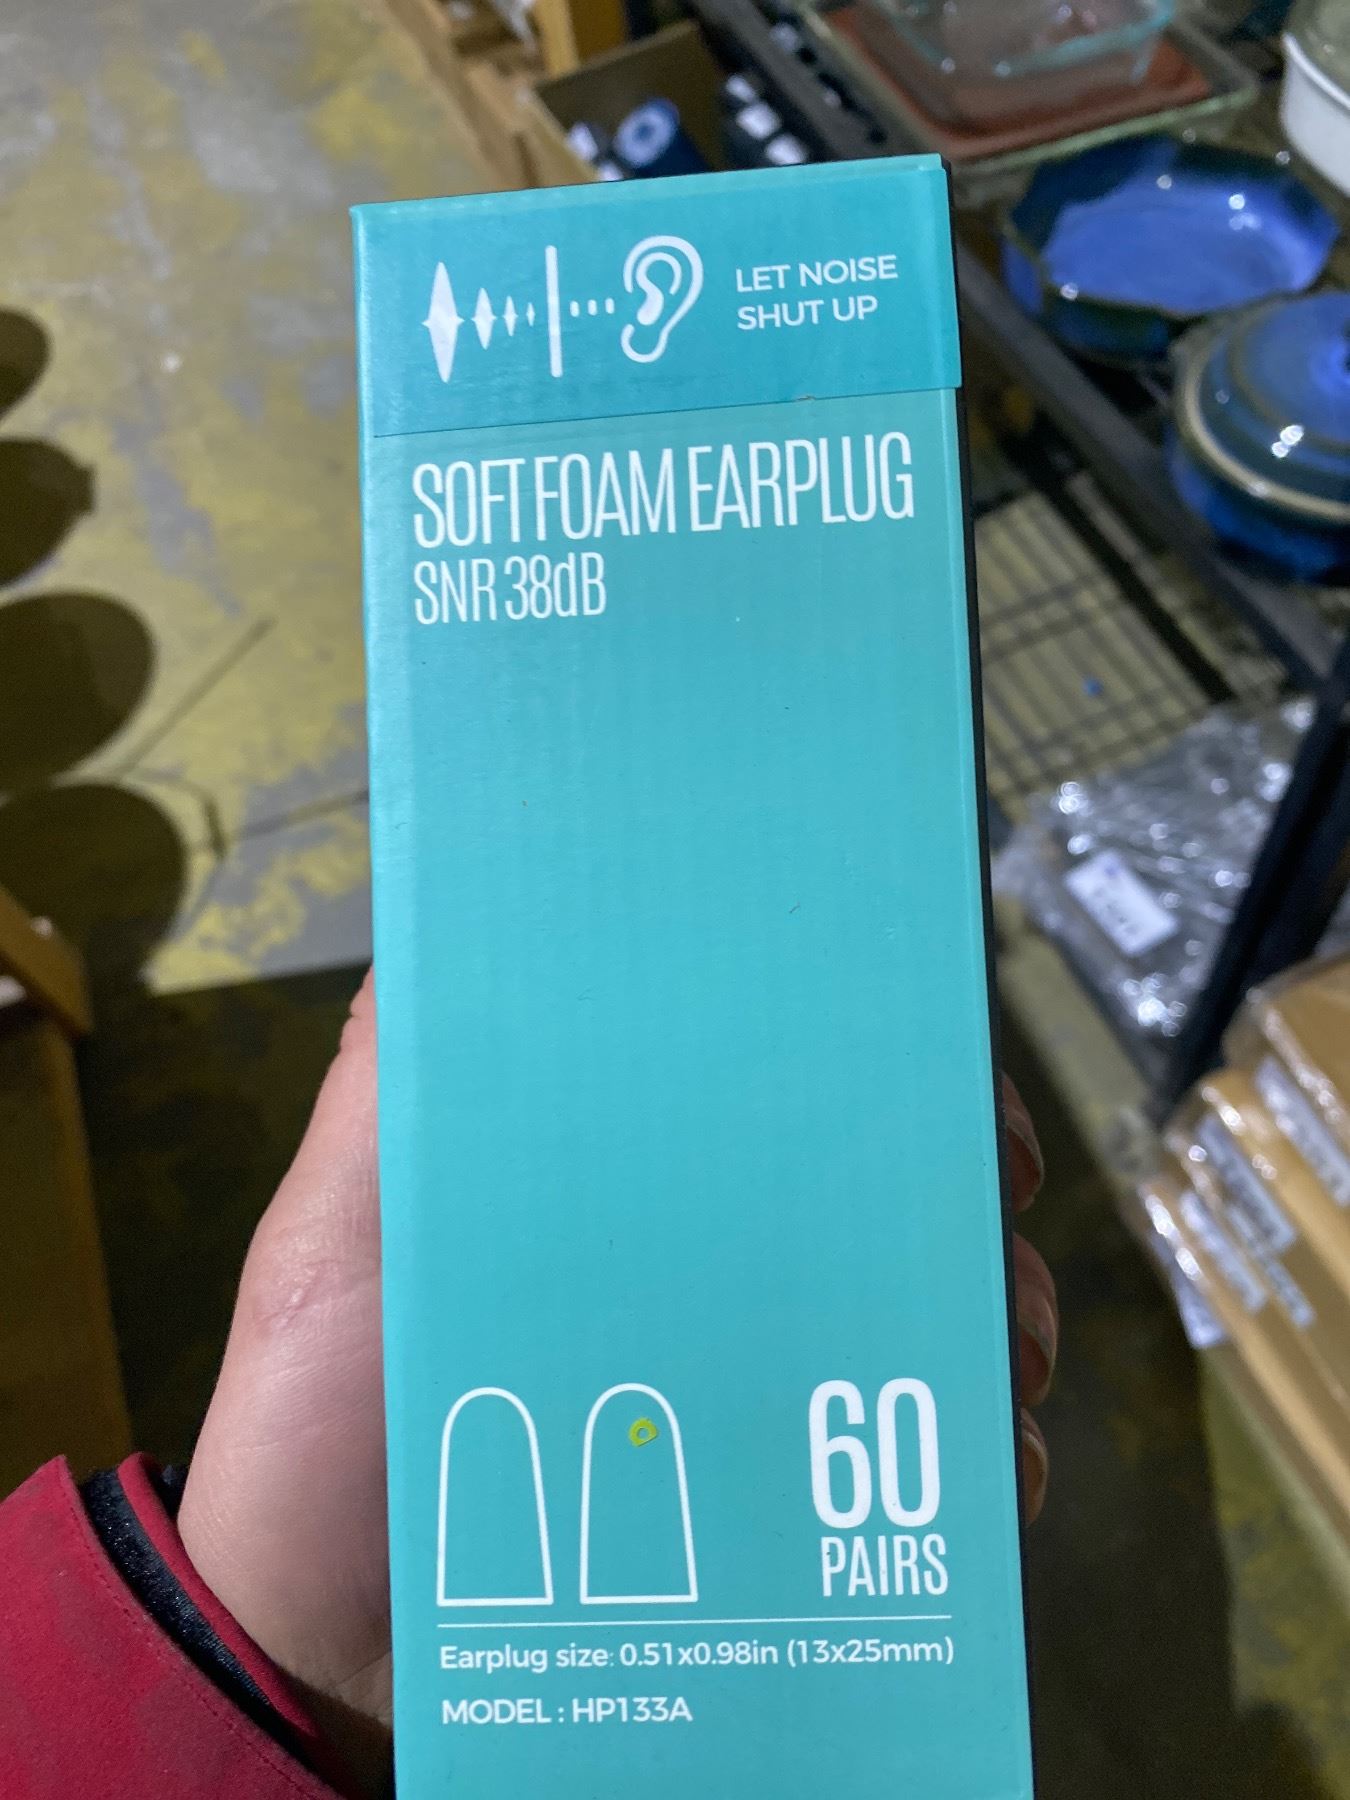 LET NOISE
SHUT UP
SOFT FOAM EARPLUG
SNR 38dB
60
PAIRS
Earplug size: 0.51x0.98in (13x25mm)
MODEL : HP133A